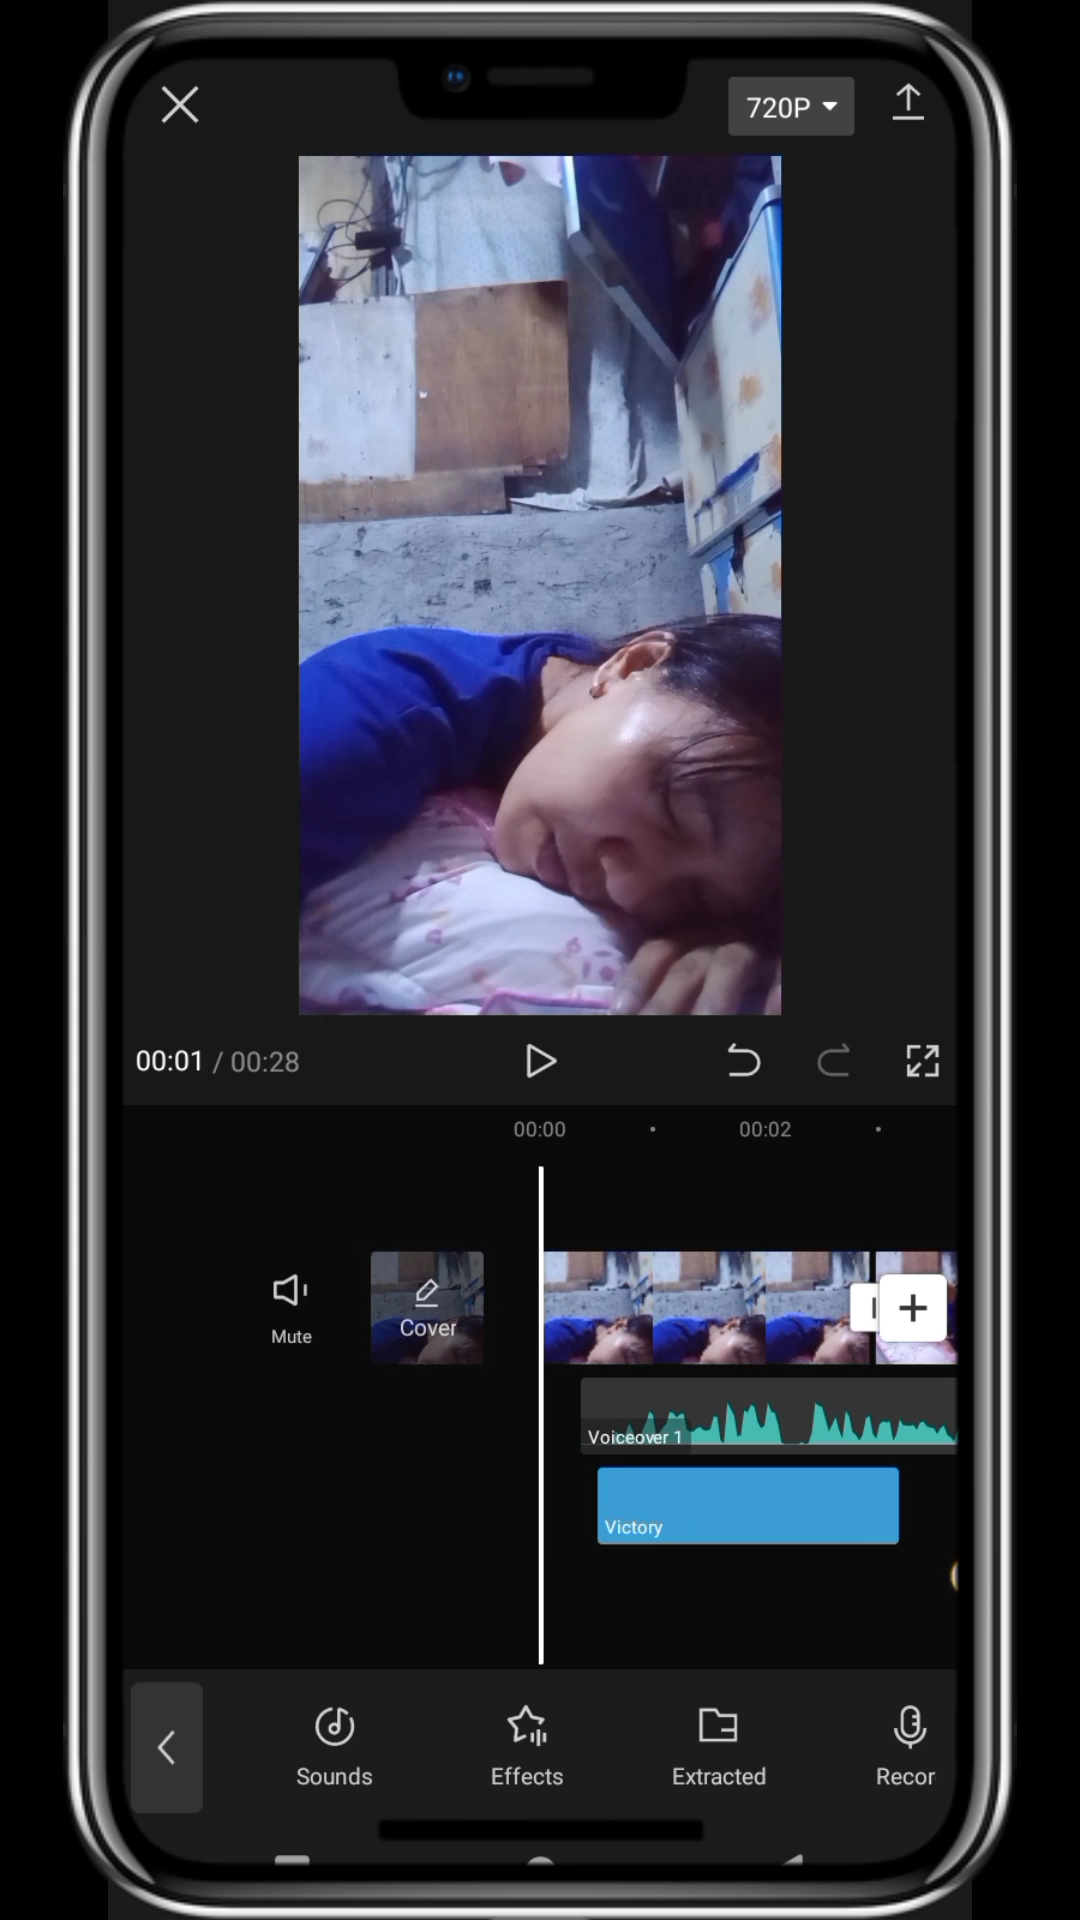 720P
00:01 / 00:28
00:00
00:02
Mute
Cover
Voiceover 1
Victory
Sounds
Effects
Extracted
Recor